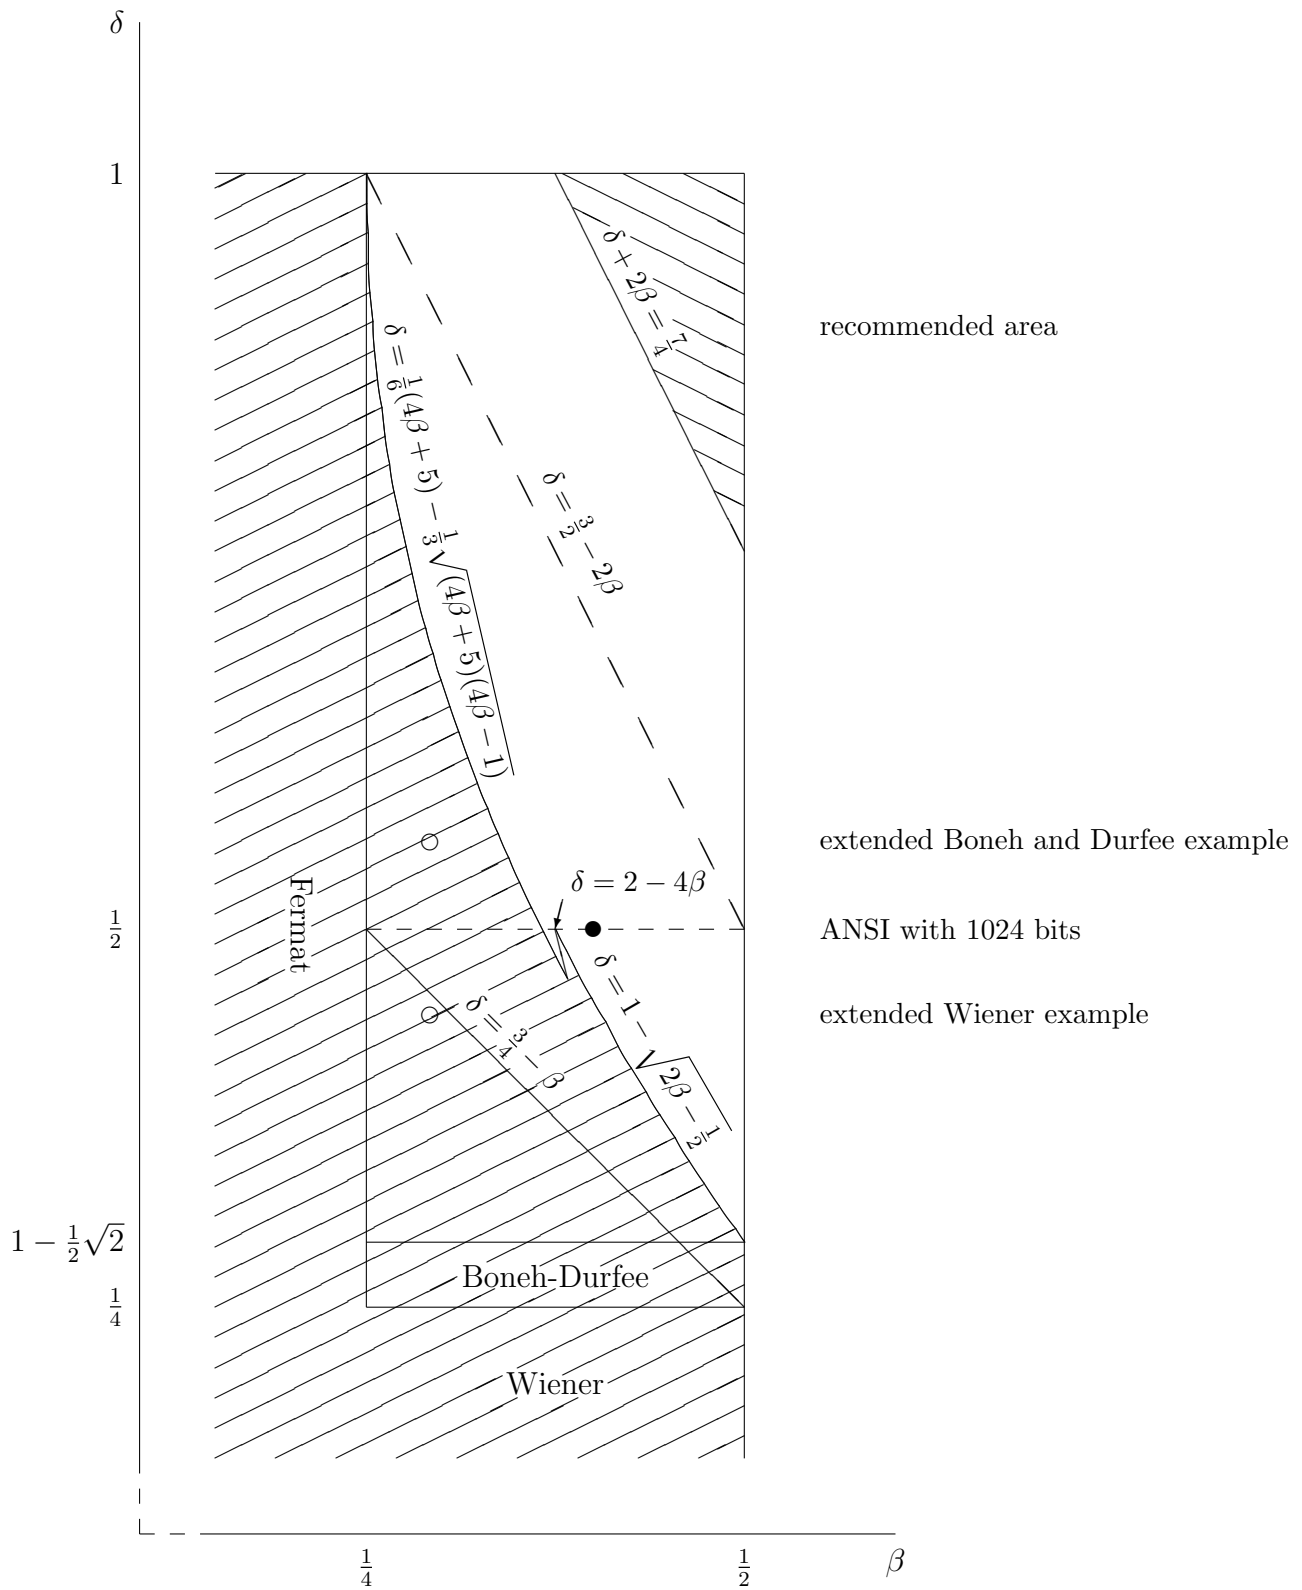 δ
1
δ + 2β = 7/4
recommended area
δ = 1/6(4β + 5) − 1/3√(4β + 5)(4β − 1)
δ = 3/2 − 2β
extended Boneh and Durfee example
δ = 2 − 4β
Fermat
1/2
ANSI with 1024 bits
δ = 1 − √2β − 1/2
δ = 3/4 − β
extended Wiener example
1 − 1/2√2
Boneh-Durfee
1/4
Wiener
1/4
1/2
β